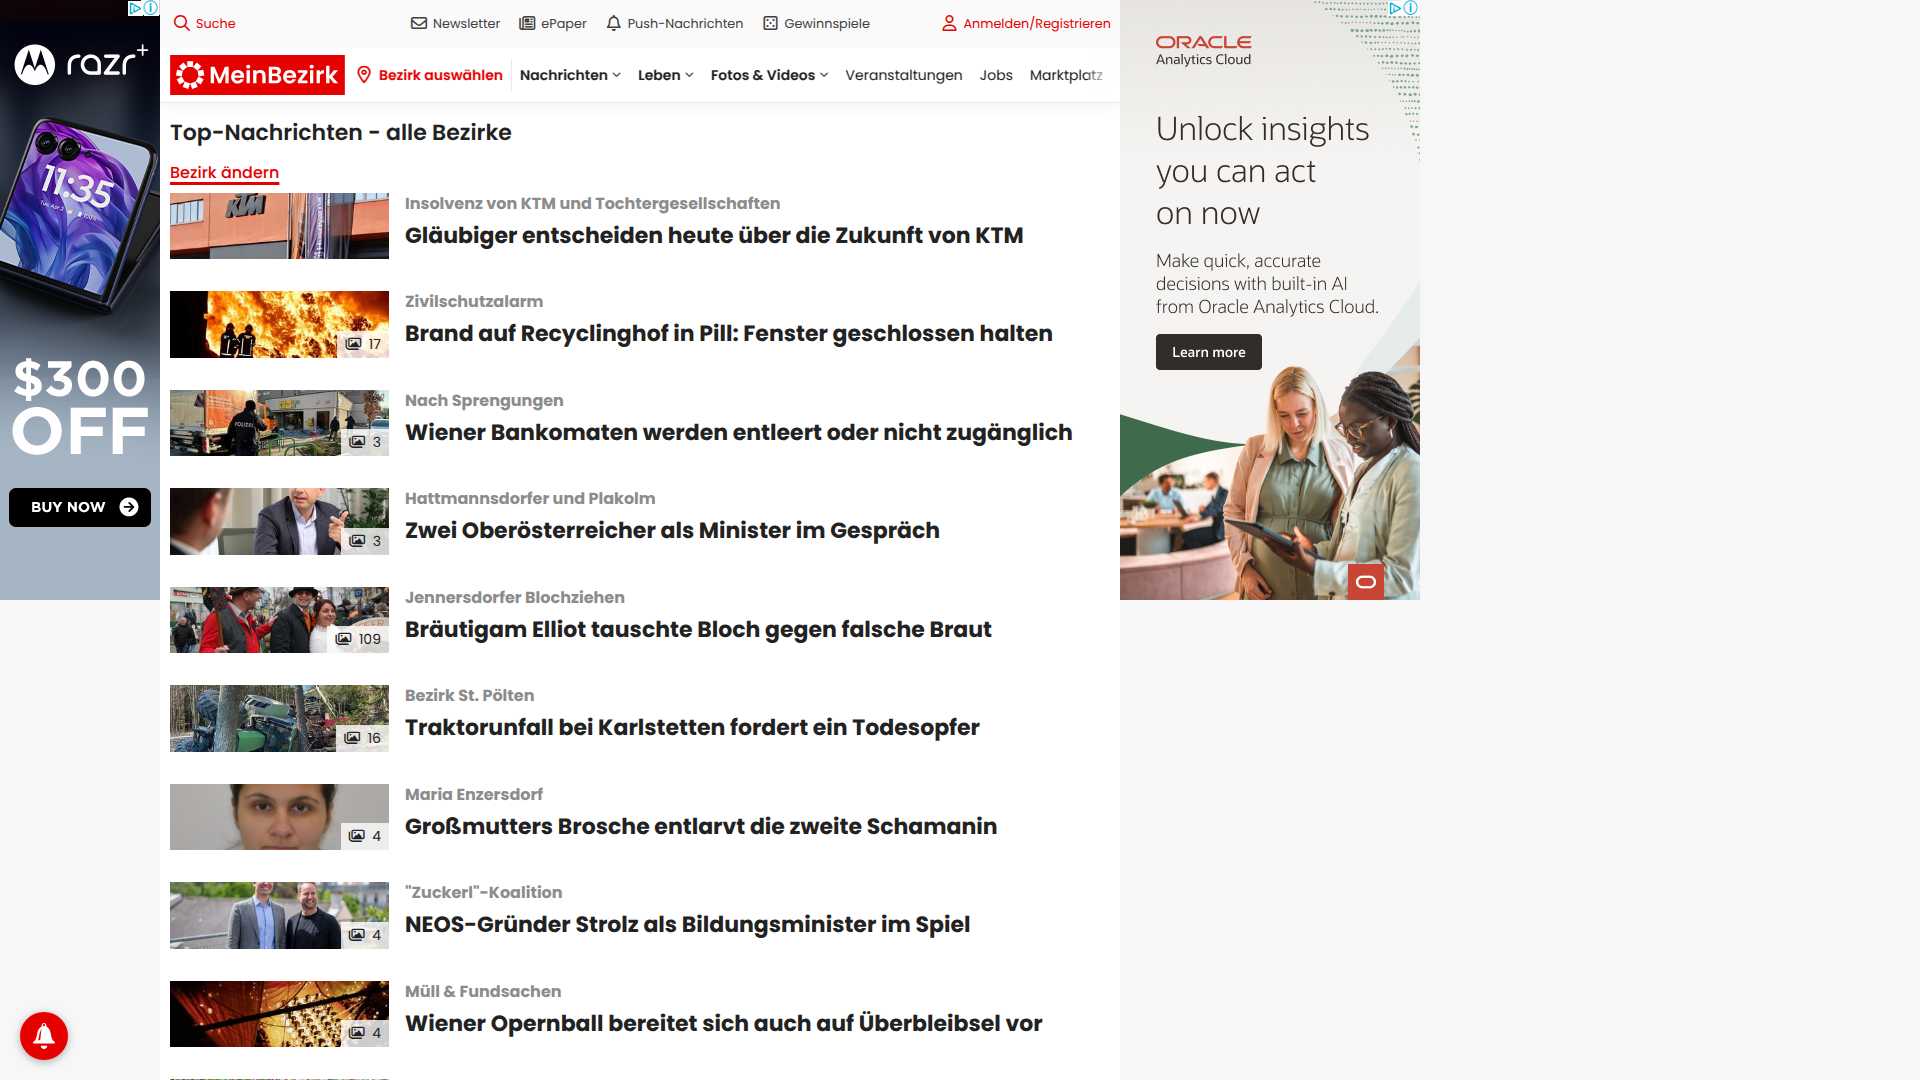 razr+
11:35
$300
OFF
BUY NOW
Suche
Newsletter
ePaper
Push-Nachrichten
Gewinnspiele
Anmelden/Registrieren
MeinBezirk
Bezirk auswählen
Nachrichten
Leben
Fotos & Videos
Veranstaltungen
Jobs
Marktplatz
Top-Nachrichten - alle Bezirke
Bezirk ändern
KTM
Insolvenz von KTM und Tochtergesellschaften
Gläubiger entscheiden heute über die Zukunft von KTM
17
Zivilschutzalarm
Brand auf Recyclinghof in Pill: Fenster geschlossen halten
POLIZEI
3
Nach Sprengungen
Wiener Bankomaten werden entleert oder nicht zugänglich
3
Hattmannsdorfer und Plakolm
Zwei Oberösterreicher als Minister im Gespräch
109
Jennersdorfer Blochziehen
Bräutigam Elliot tauschte Bloch gegen falsche Braut
16
Bezirk St. Pölten
Traktorunfall bei Karlstetten fordert ein Todesopfer
4
Maria Enzersdorf
Großmutters Brosche entlarvt die zweite Schamanin
4
"Zuckerl"-Koalition
NEOS-Gründer Strolz als Bildungsminister im Spiel
4
Müll & Fundsachen
Wiener Opernball bereitet sich auch auf Überbleibsel vor
ORACLE
Analytics Cloud
Unlock insights
you can act
on now
Make quick, accurate
decisions with built-in AI
from Oracle Analytics Cloud.
Learn more